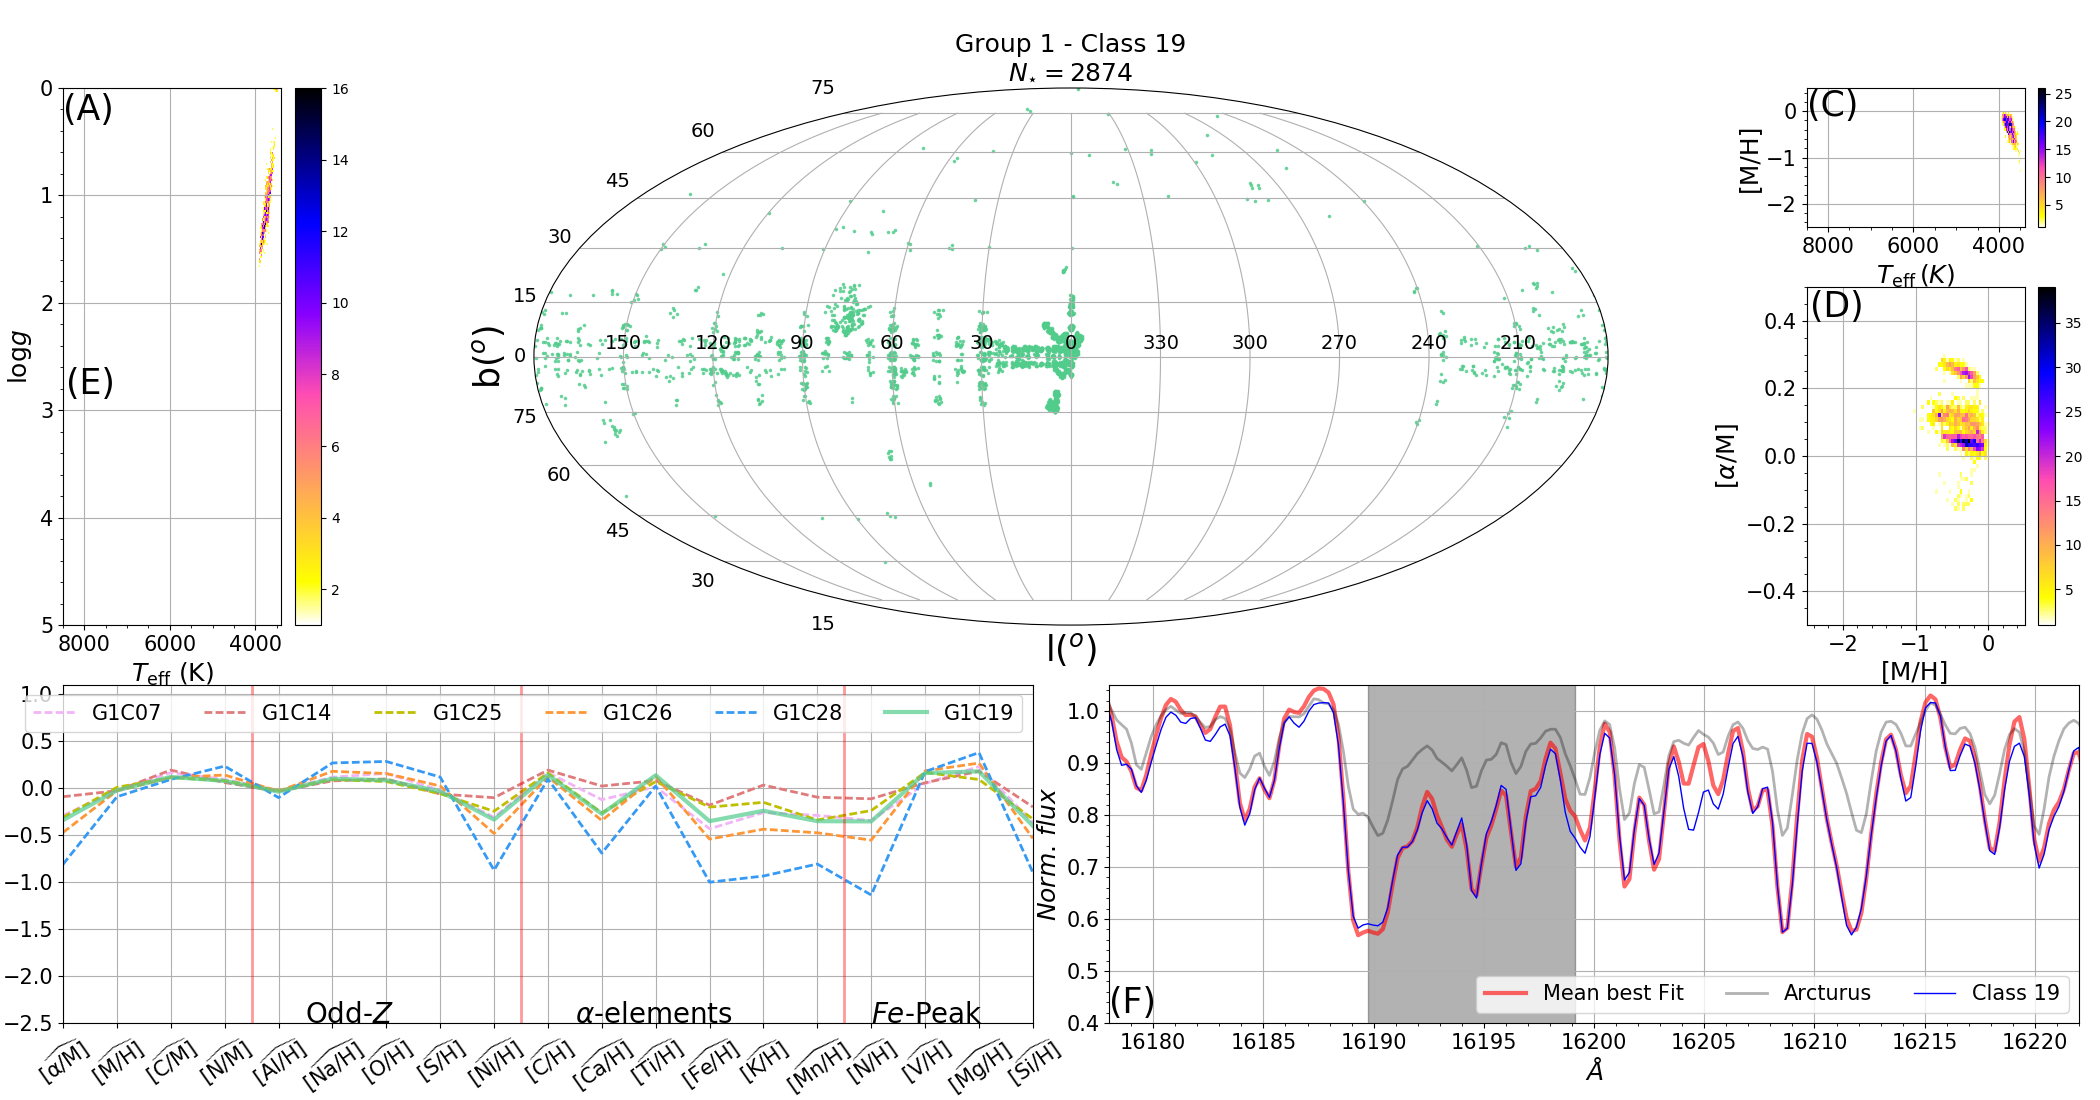 Group 1 - Class 19
N⋆ = 2874
(A)
0
1
2
3
4
5
log g
(E)
8000 6000 4000
Teff (K)
16
14
12
10
8
6
4
2
75
60
45
30
15
0
75
60
45
30
15
b(o)
150 120 90 60 30 0 330 300 270 240 210
l(o)
(C)
0
−1
−2
[M/H]
8000 6000 4000
Teff (K)
25
20
15
10
5
(D)
0.4
0.2
0.0
−0.2
−0.4
[α/M]
−2 −1 0
[M/H]
35
30
25
20
15
10
5
1.0
0.5
0.0
−0.5
−1.0
−1.5
−2.0
−2.5
G1C07 G1C14 G1C25 G1C26 G1C28 G1C19
Odd-Z α-elements Fe-Peak
[α/M] [M/H] [C/M] [N/M] [Al/H] [Na/H] [O/H] [S/H] [Ni/H] [C/H] [Ca/H] [Ti/H] [Fe/H] [K/H] [Mn/H] [N/H] [V/H] [Mg/H] [Si/H]
1.0
0.9
0.8
0.7
0.6
0.5
0.4
Norm. flux
(F)
Mean best Fit Arcturus Class 19
16180 16185 16190 16195 16200 16205 16210 16215 16220
Å